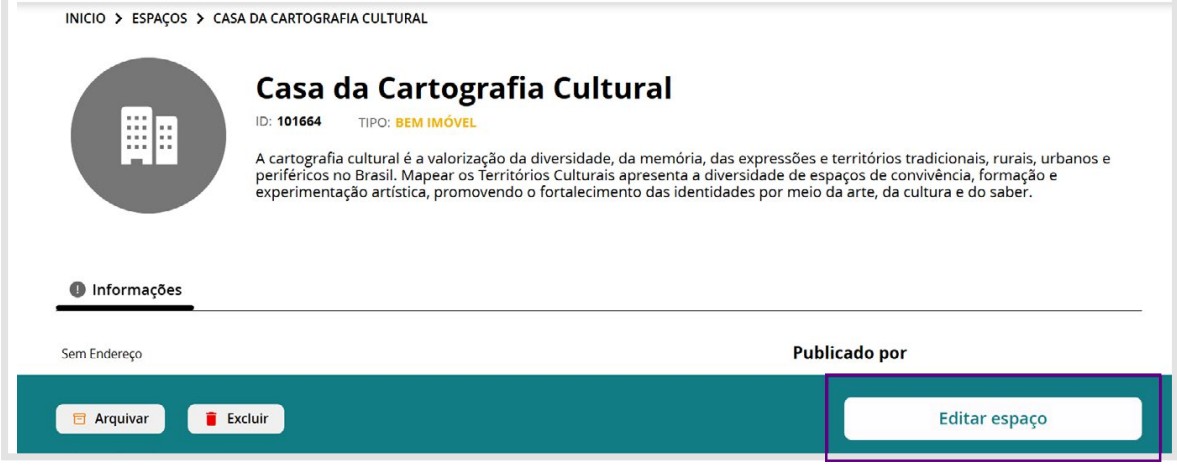 INICIO > ESPAÇOS > CASA DA CARTOGRAFIA CULTURAL
Casa da Cartografia Cultural
ID: 101664 TIPO: BEM IMÓVEL
A cartografia cultural é a valorização da diversidade, da memória, das expressões e territórios tradicionais, rurais, urbanos e
periféricos no Brasil. Mapear os Territórios Culturais apresenta a diversidade de espaços de convivência, formação e
experimentação artística, promovendo o fortalecimento das identidades por meio da arte, da cultura e do saber.
Informações
Sem Endereço
Publicado por
Arquivar
Excluir
Editar espaço